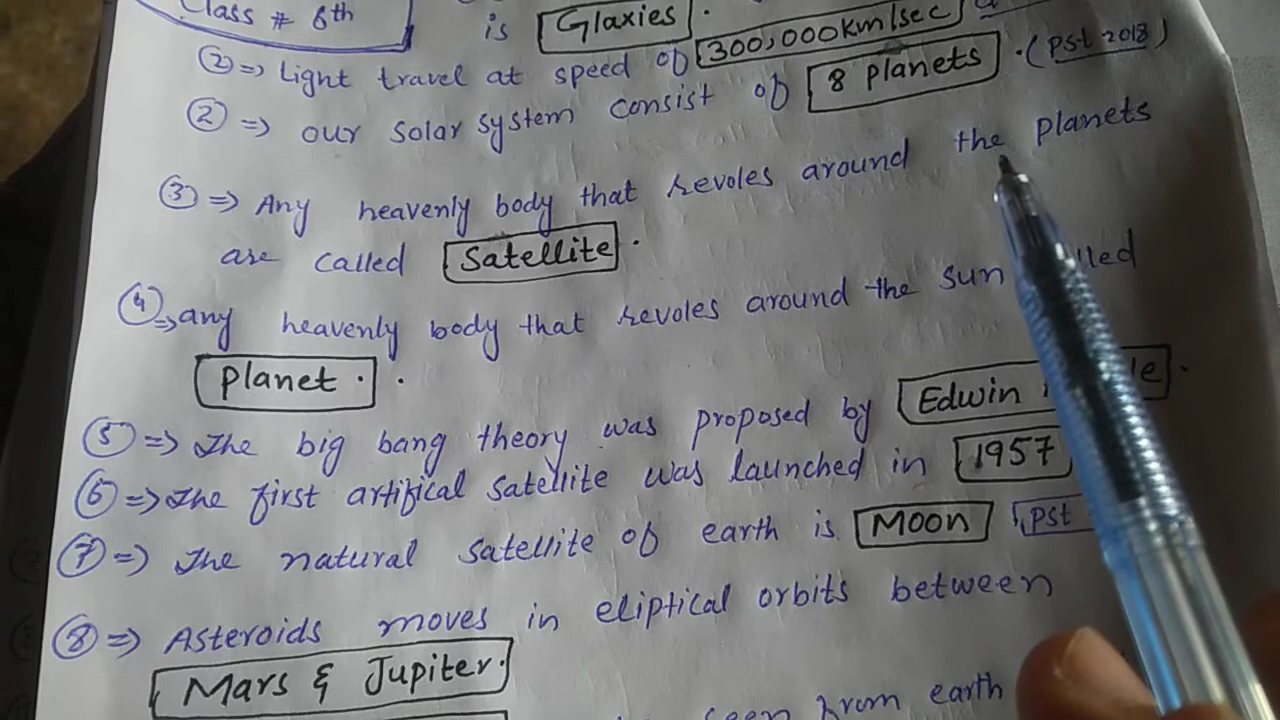 Class # 6th
is Glaxies.
② => Light travel at speed of 300,000km/sec
② => our solar system consist of 8 planets. (pst 2018)
③ => Any heavenly body that revoles around the planets
are called Satellite.
④ => any heavenly body that revoles around the sun
planet. .
⑤ => The big bang theory was proposed by Edwin
⑥ => The first artifical satellite was launched in 1957
⑦ => The natural satellite of earth is Moon pst
⑧ => Asteroids moves in eliptical orbits between
Mars & Jupiter.
seen from earth